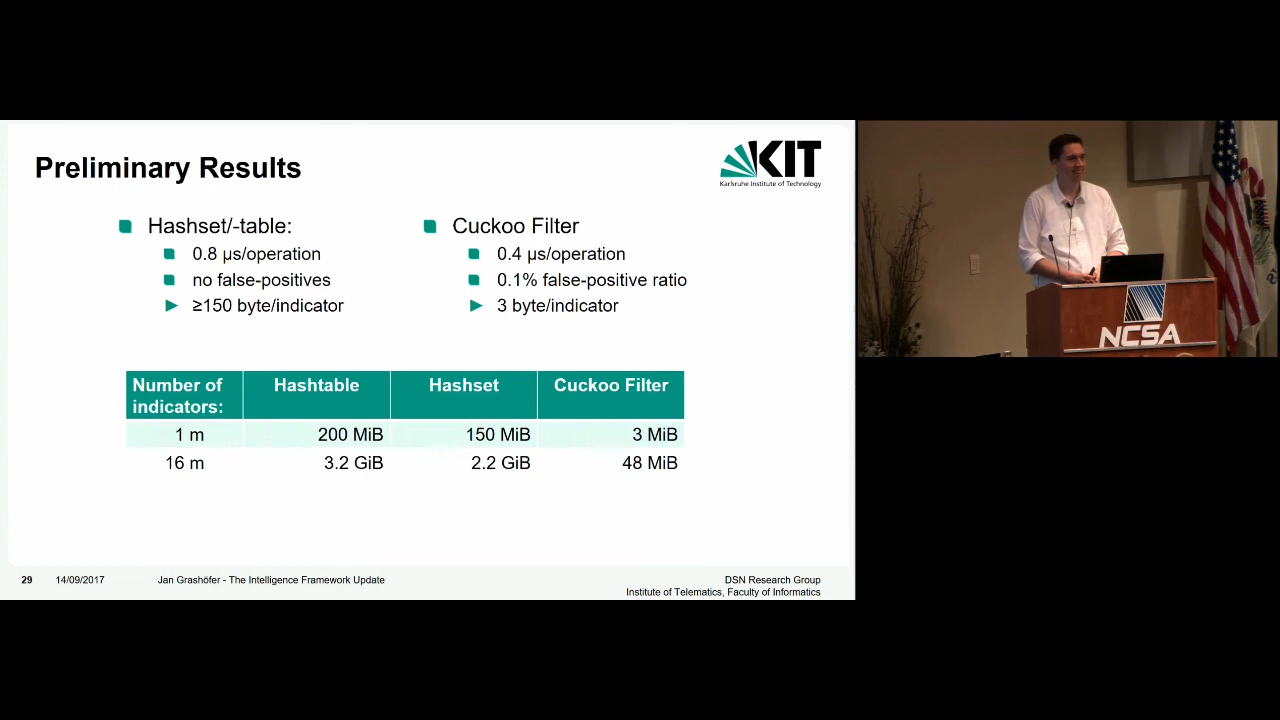 Preliminary Results
KIT
Karlsruhe Institute of Technology
Hashset/-table:
0.8 µs/operation
no false-positives
≥150 byte/indicator
Cuckoo Filter
0.4 µs/operation
0.1% false-positive ratio
3 byte/indicator
Number of indicators: Hashtable Hashset Cuckoo Filter
1 m 200 MiB 150 MiB 3 MiB
16 m 3.2 GiB 2.2 GiB 48 MiB
29 14/09/2017 Jan Grashöfer - The Intelligence Framework Update
DSN Research Group
Institute of Telematics, Faculty of Informatics
NCSA